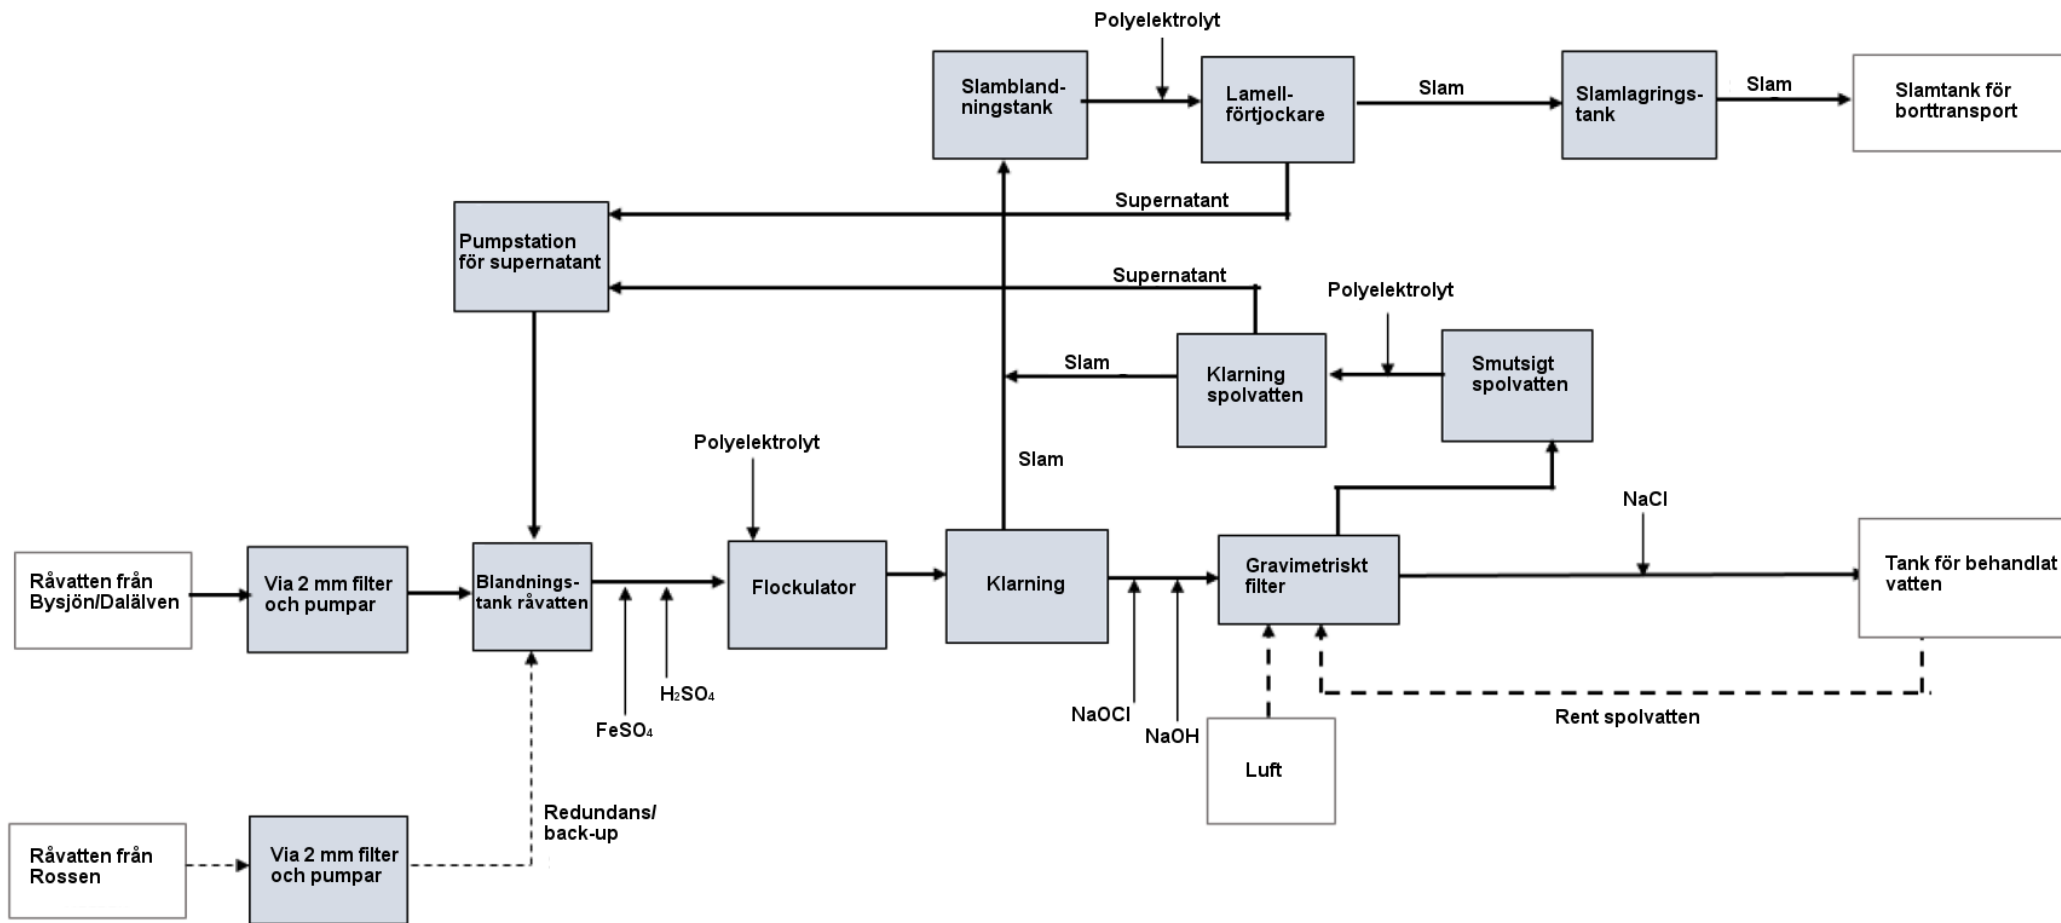 Polyelektrolyt
Slambland-
ningstank
Lamell-
förtjockare
Slam
Slamlagrings-
tank
Slam
Slamtank för
borttransport
Supernatant
Pumpstation
för supernatant
Supernatant
Polyelektrolyt
Slam
Klarning
spolvatten
Smutsigt
spolvatten
Polyelektrolyt
Slam
NaCl
Råvatten från
Bysjön/Dalälven
Via 2 mm filter
och pumpar
Blandnings-
tank råvatten
Flockulator
Klarning
Gravimetriskt
filter
Tank för behandlat
vatten
H₂SO₄
FeSO₄
NaOCl
NaOH
Rent spolvatten
Luft
Redundans/
back-up
Råvatten från
Rossen
Via 2 mm filter
och pumpar